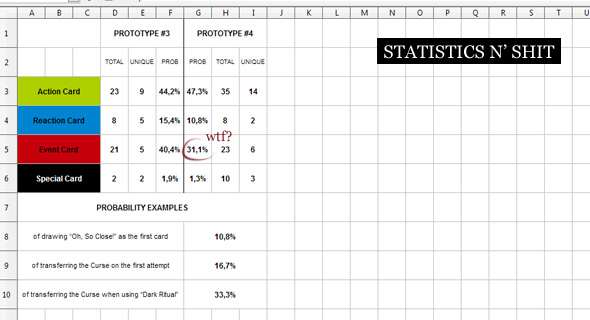 A B C D E F G H I J K L M N O P Q R S T U
1 PROTOTYPE #3 PROTOTYPE #4
STATISTICS N' SHIT
2 TOTAL UNIQUE PROB PROB TOTAL UNIQUE
3 Action Card 23 9 44,2% 47,3% 35 14
4 Reaction Card 8 5 15,4% 10,8% 8 2
wtf?
5 Event Card 21 5 40,4% 31,1% 23 6
6 Special Card 2 2 1,9% 1,3% 10 3
7 PROBABILITY EXAMPLES
8 of drawing "Oh, So Close!" as the first card 10,8%
9 of transferring the Curse on the first attempt 16,7%
10 of transferring the Curse when using "Dark Ritual" 33,3%